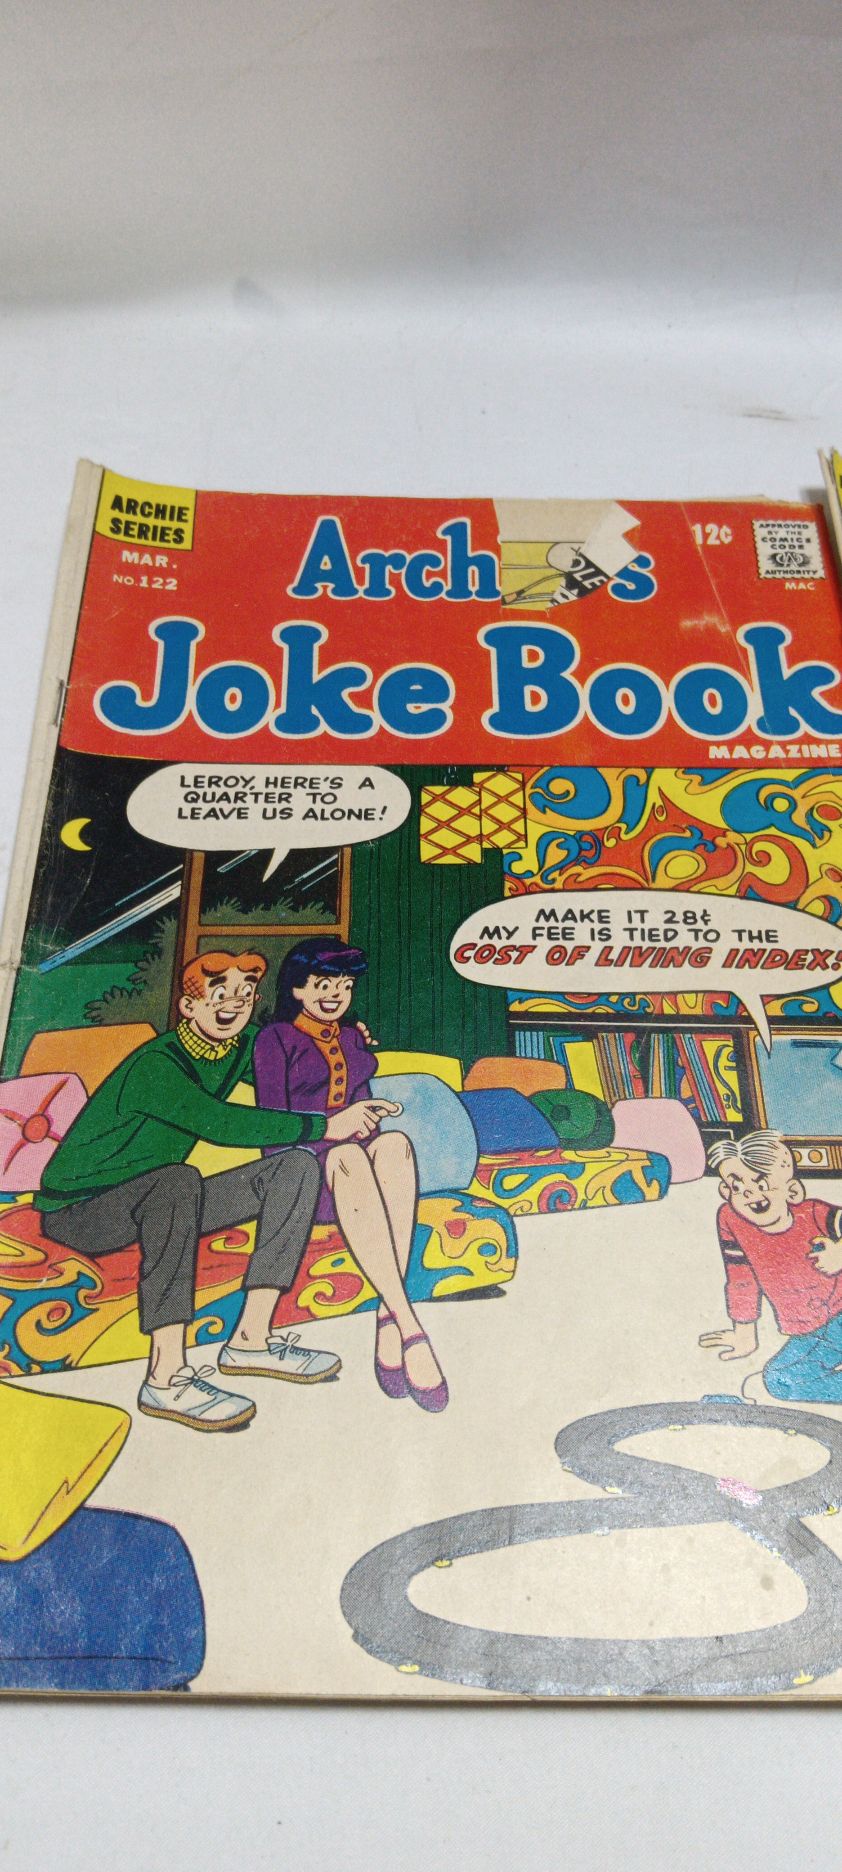 ARCHIE
SERIES
MAR.
NO.122
Arch s
12¢
APPROVED
BY THE
COMICS
CODE
AUTHORITY
MAC
Joke Book
MAGAZINE
LEROY, HERE'S A
QUARTER TO
LEAVE US ALONE!
MAKE IT 28¢
MY FEE IS TIED TO THE
COST OF LIVING INDEX!